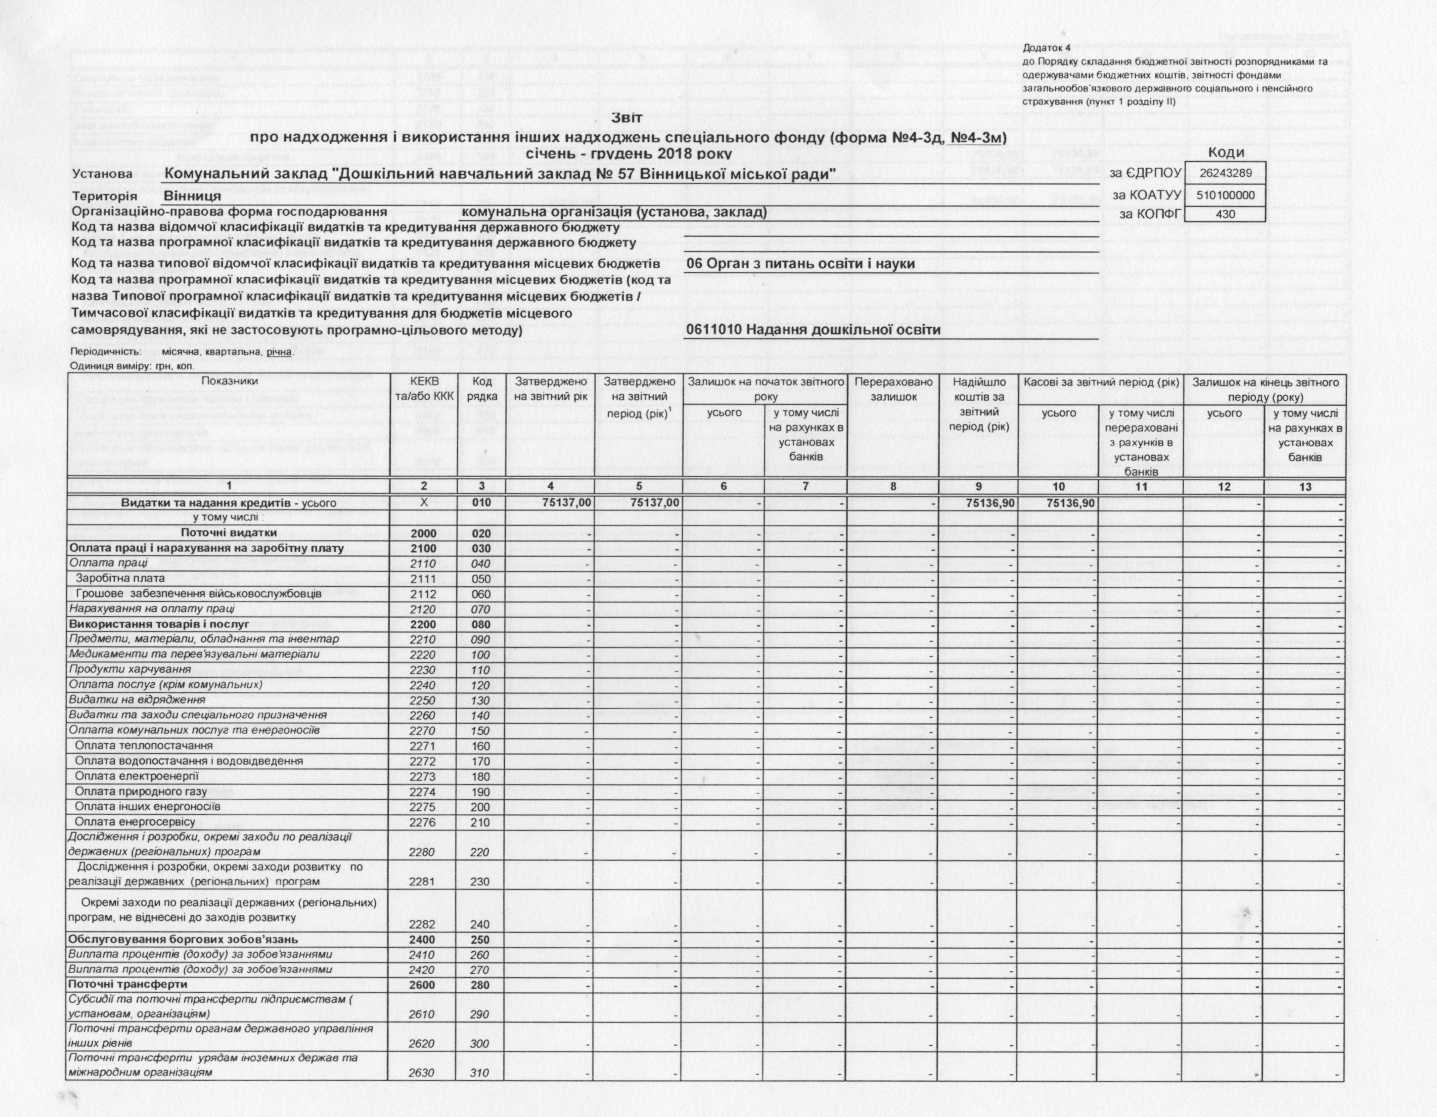 Додаток 4
до Порядку складання бюджетної звітності розпорядниками та
одержувачами бюджетних коштів, звітності фондами
загальнообов'язкового державного соціального і пенсійного
страхування (пункт 1 розділу II)
Звіт
про надходження і використання інших надходжень спеціального фонду (форма №4-3д, №4-3м)
січень - грудень 2018 року
Коди
Установа Комунальний заклад "Дошкільний навчальний заклад № 57 Вінницької міської ради" за ЄДРПОУ 26243289
Територія Вінниця за КОАТУУ 510100000
Організаційно-правова форма господарювання комунальна організація (установа, заклад) за КОПФГ 430
Код та назва відомчої класифікації видатків та кредитування державного бюджету
Код та назва програмної класифікації видатків та кредитування державного бюджету
Код та назва типової відомчої класифікації видатків та кредитування місцевих бюджетів 06 Орган з питань освіти і науки
Код та назва програмної класифікації видатків та кредитування місцевих бюджетів (код та
назва Типової програмної класифікації видатків та кредитування місцевих бюджетів /
Тимчасової класифікації видатків та кредитування для бюджетів місцевого
самоврядування, які не застосовують програмно-цільового методу) 0611010 Надання дошкільної освіти
Періодичність: місячна, квартальна, річна.
Одиниця виміру: грн, коп.
Показники КЕКВ Код Затверджено Затверджено Залишок на початок звітного Перераховано Надійшло Касові за звітний період (рік) Залишок на кінець звітного
та/або ККК рядка на звітний рік на звітний року залишок коштів за періоду (року)
період (рік)¹ усього у тому числі звітний усього у тому числі усього у тому числі
на рахунках в період (рік) перераховані на рахунках в
установах з рахунків в установах
банків установах банків
банків
1 2 3 4 5 6 7 8 9 10 11 12 13
Видатки та надання кредитів - усього X 010 75137,00 75137,00 - - - 75136,90 75136,90 - -
у тому числі : -
Поточні видатки 2000 020 - - - - - - - - -
Оплата праці і нарахування на заробітну плату 2100 030 - - - - - - - - -
Оплата праці 2110 040 - - - - - - - - -
Заробітна плата 2111 050 - - - - - - - - - -
Грошове забезпечення військовослужбовців 2112 060 - - - - - - - - - -
Нарахування на оплату праці 2120 070 - - - - - - - - - -
Використання товарів і послуг 2200 080 - - - - - - - - - -
Предмети, матеріали, обладнання та інвентар 2210 090 - - - - - - - - - -
Медикаменти та перев'язувальні матеріали 2220 100 - - - - - - - - - -
Продукти харчування 2230 110 - - - - - - - - - -
Оплата послуг (крім комунальних) 2240 120 - - - - - - - - - -
Видатки на відрядження 2250 130 - - - - - - - - - -
Видатки та заходи спеціального призначення 2260 140 - - - - - - - - - -
Оплата комунальних послуг та енергоносіїв 2270 150 - - - - - - - - - -
Оплата теплопостачання 2271 160 - - - - - - - - - -
Оплата водопостачання і водовідведення 2272 170 - - - - - - - - - -
Оплата електроенергії 2273 180 - - - - - - - - - -
Оплата природного газу 2274 190 - - - - - - - - - -
Оплата інших енергоносіїв 2275 200 - - - - - - - - - -
Оплата енергосервісу 2276 210 - - - - - - - - - -
Дослідження і розробки, окремі заходи по реалізації
державних (регіональних) програм 2280 220 - - - - - - - - -
Дослідження і розробки, окремі заходи розвитку по
реалізації державних (регіональних) програм 2281 230 - - - - - - - - - -
Окремі заходи по реалізації державних (регіональних)
програм, не віднесені до заходів розвитку
2282 240 - - - - - - - - - -
Обслуговування боргових зобов'язань 2400 250 - - - - - - - - - -
Виплата процентів (доходу) за зобов'язаннями 2410 260 - - - - - - - - - -
Виплата процентів (доходу) за зобов'язаннями 2420 270 - - - - - - - - - -
Поточні трансферти 2600 280 - - - - - - - - - -
Субсидії та поточні трансферти підприємствам (
установам, організаціям) 2610 290 - - - - - - - - - -
Поточні трансферти органам державного управління
інших рівнів 2620 300 - - - - - - - - - -
Поточні трансферти урядам іноземних держав та
міжнародним організаціям 2630 310 - - - - - - - - - -